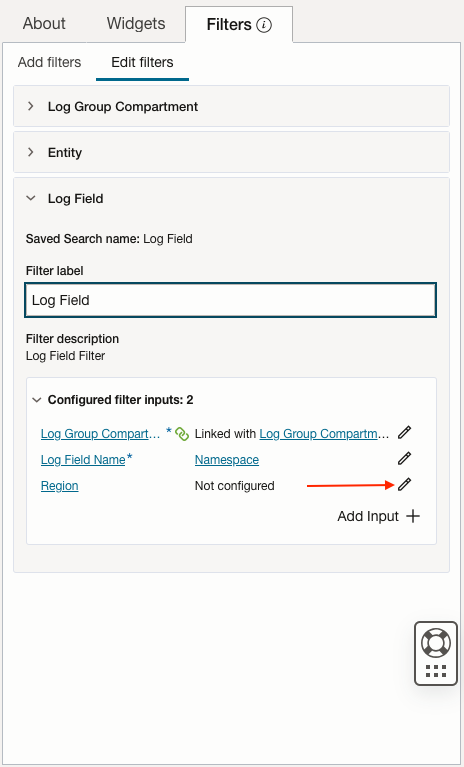 About Widgets Filters
Add filters Edit filters
Log Group Compartment
Entity
Log Field
Saved Search name: Log Field
Filter label
Log Field
Filter description
Log Field Filter
Configured filter inputs: 2
Log Group Compart... * Linked with Log Group Compartm...
Log Field Name* Namespace
Region Not configured
Add Input +